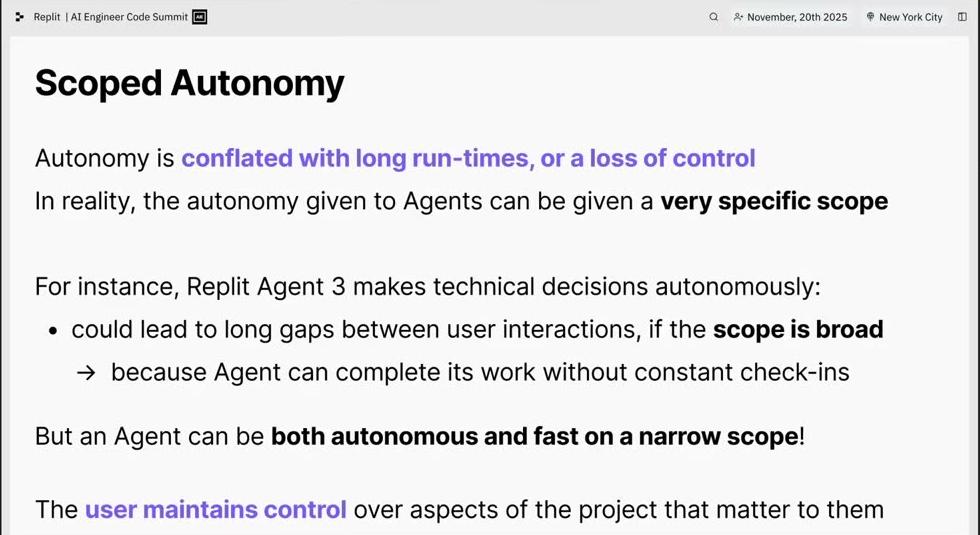 Replit | AI Engineer Code Summit
November, 20th 2025
New York City
Scoped Autonomy
Autonomy is conflated with long run-times, or a loss of control
In reality, the autonomy given to Agents can be given a very specific scope
For instance, Replit Agent 3 makes technical decisions autonomously:
• could lead to long gaps between user interactions, if the scope is broad
→ because Agent can complete its work without constant check-ins
But an Agent can be both autonomous and fast on a narrow scope!
The user maintains control over aspects of the project that matter to them